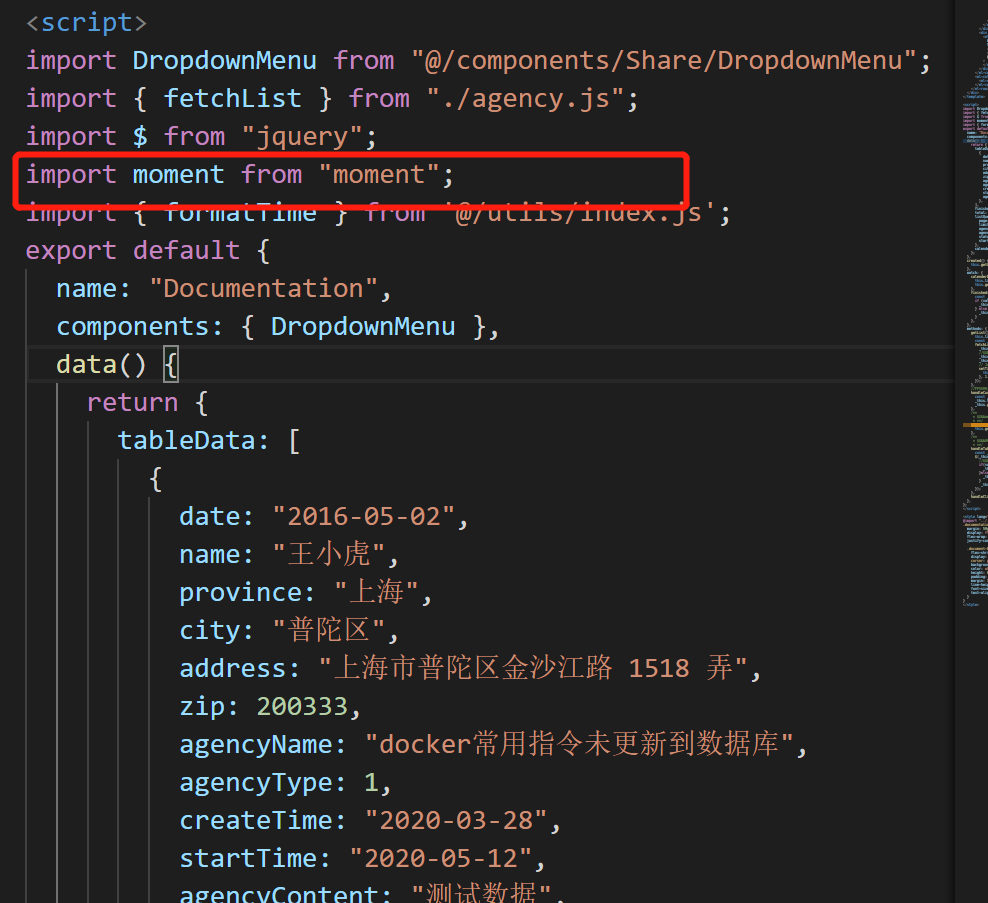 <script>
import DropdownMenu from "@/components/Share/DropdownMenu";
import { fetchList } from "./agency.js";
import $ from "jquery";
import moment from "moment";
import { formatTime } from '@/utils/index.js';
export default {
name: "Documentation",
components: { DropdownMenu },
data() {
return {
tableData: [
{
date: "2016-05-02",
name: "王小虎",
province: "上海",
city: "普陀区",
address: "上海市普陀区金沙江路 1518 弄",
zip: 200333,
agencyName: "docker常用指令未更新到数据库",
agencyType: 1,
createTime: "2020-03-28",
startTime: "2020-05-12",
agencyContent: "测试数据",